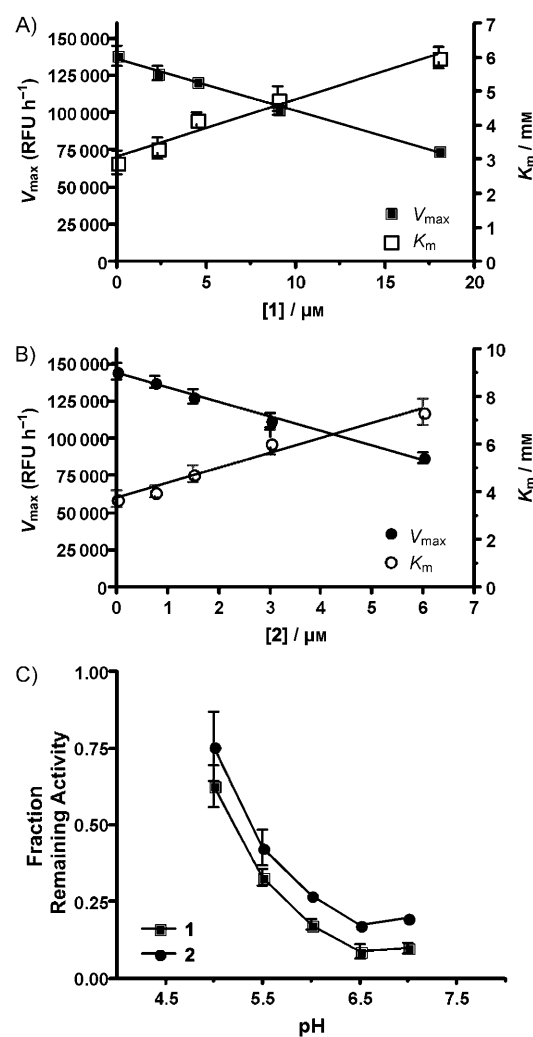 A)
150 000
125 000
100 000
75 000
50 000
25 000
0
Vmax (RFU h⁻¹)
7
6
5
4
3
2
1
0
Km / mM
0 5 10 15 20
[1] / μM
Vmax
Km
B)
150 000
125 000
100 000
75 000
50 000
25 000
0
Vmax (RFU h⁻¹)
10
8
6
4
2
0
Km / mM
0 1 2 3 4 5 6 7
[2] / μM
Vmax
Km
C)
1.00
0.75
0.50
0.25
0.00
Fraction
Remaining Activity
1
2
4.5 5.5 6.5 7.5
pH